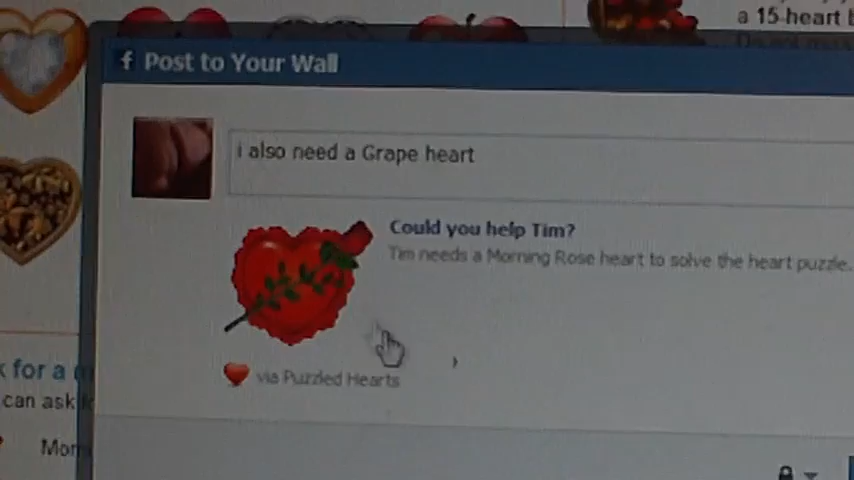 a 15-heart
Post to Your Wall
i also need a Grape heart
Could you help Tim?
Tim needs a Morning Rose heart to solve the heart puzzle.
via Puzzled Hearts
for a
can ask